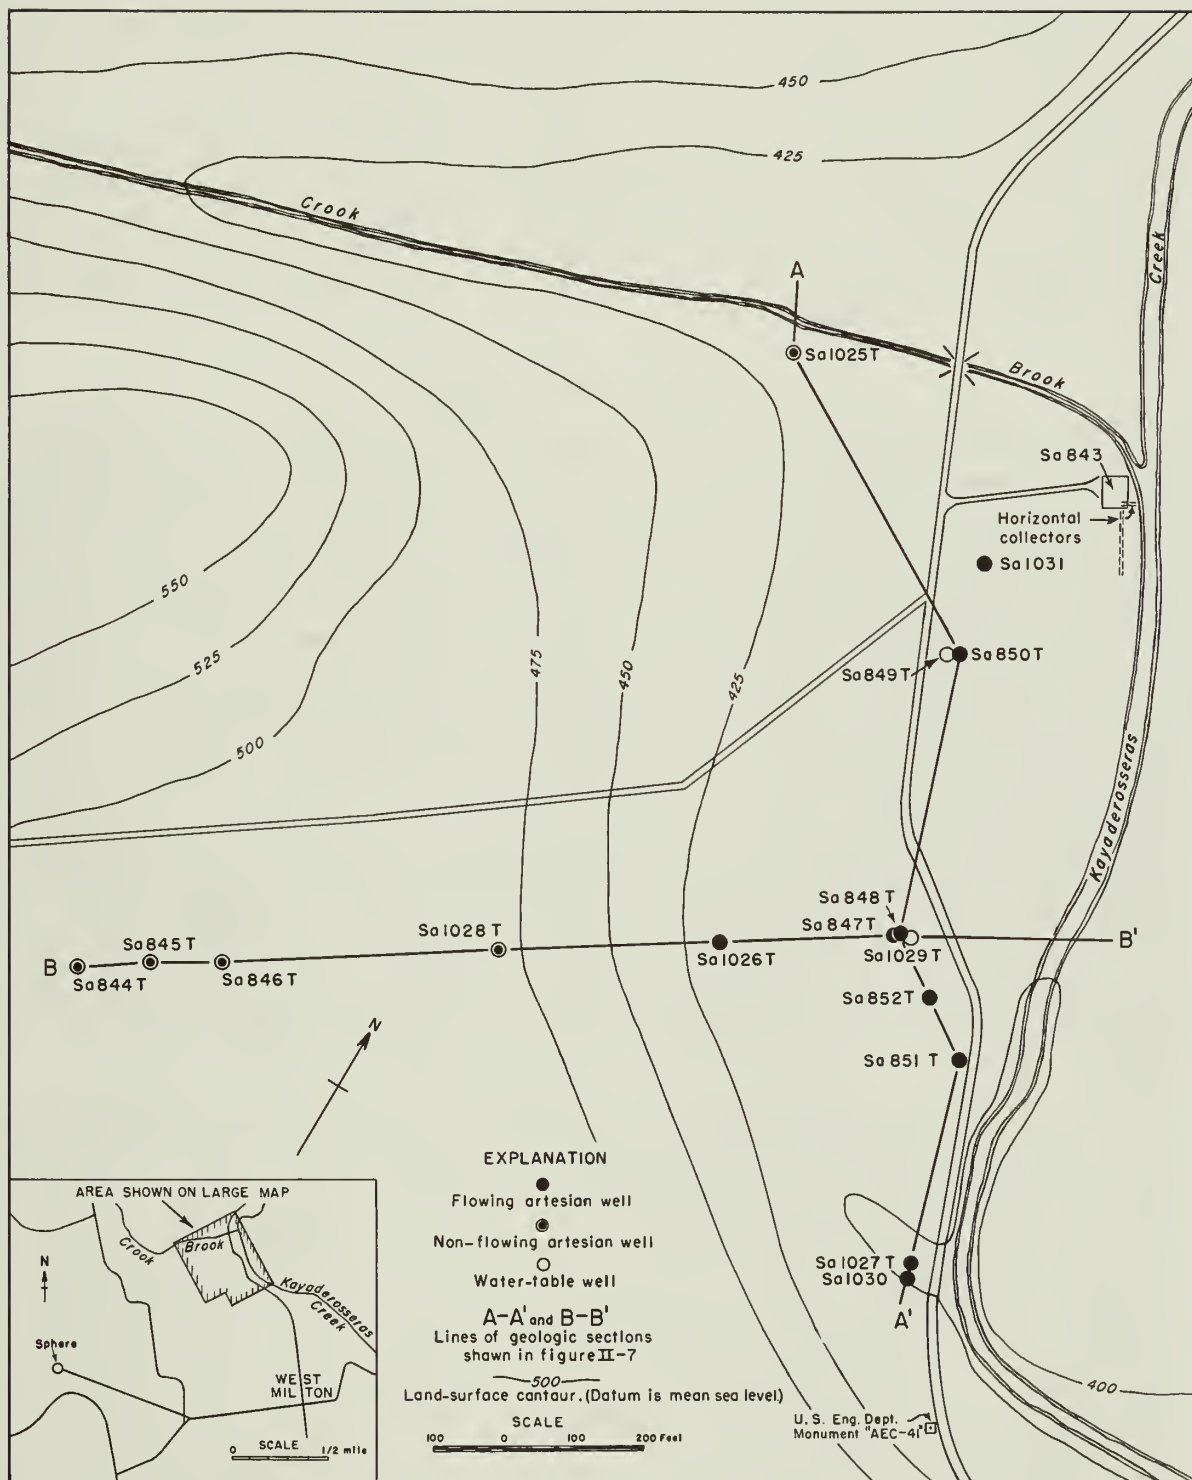 450
425
Crook
A
Sa1025T
Brook
Creek
Sa843
Horizontal
collectors
Sa1031
550
525
500
475
450
425
Sa849T
Sa850T
Kayaderosseras
Sa848T
Sa847T
Sa1029T
B'
B
Sa844T
Sa845T
Sa846T
Sa1028T
Sa1026T
Sa852T
Sa851T
N
Sa1027T
Sa1030
A'
400
U.S. Eng. Dept.
Monument "AEC-41"
EXPLANATION
Flowing artesian well
Non-flowing artesian well
Water-table well
A-A' and B-B'
Lines of geologic sections
shown in figure II-7
500
Land-surface cantaur. (Datum is mean sea level.)
SCALE
100 0 100 200 Feel
AREA SHOWN ON LARGE MAP
Crook
Brook
Kayaderosseras
Creek
N
Sphere
WEST
MILTON
SCALE
0 1/2 mile